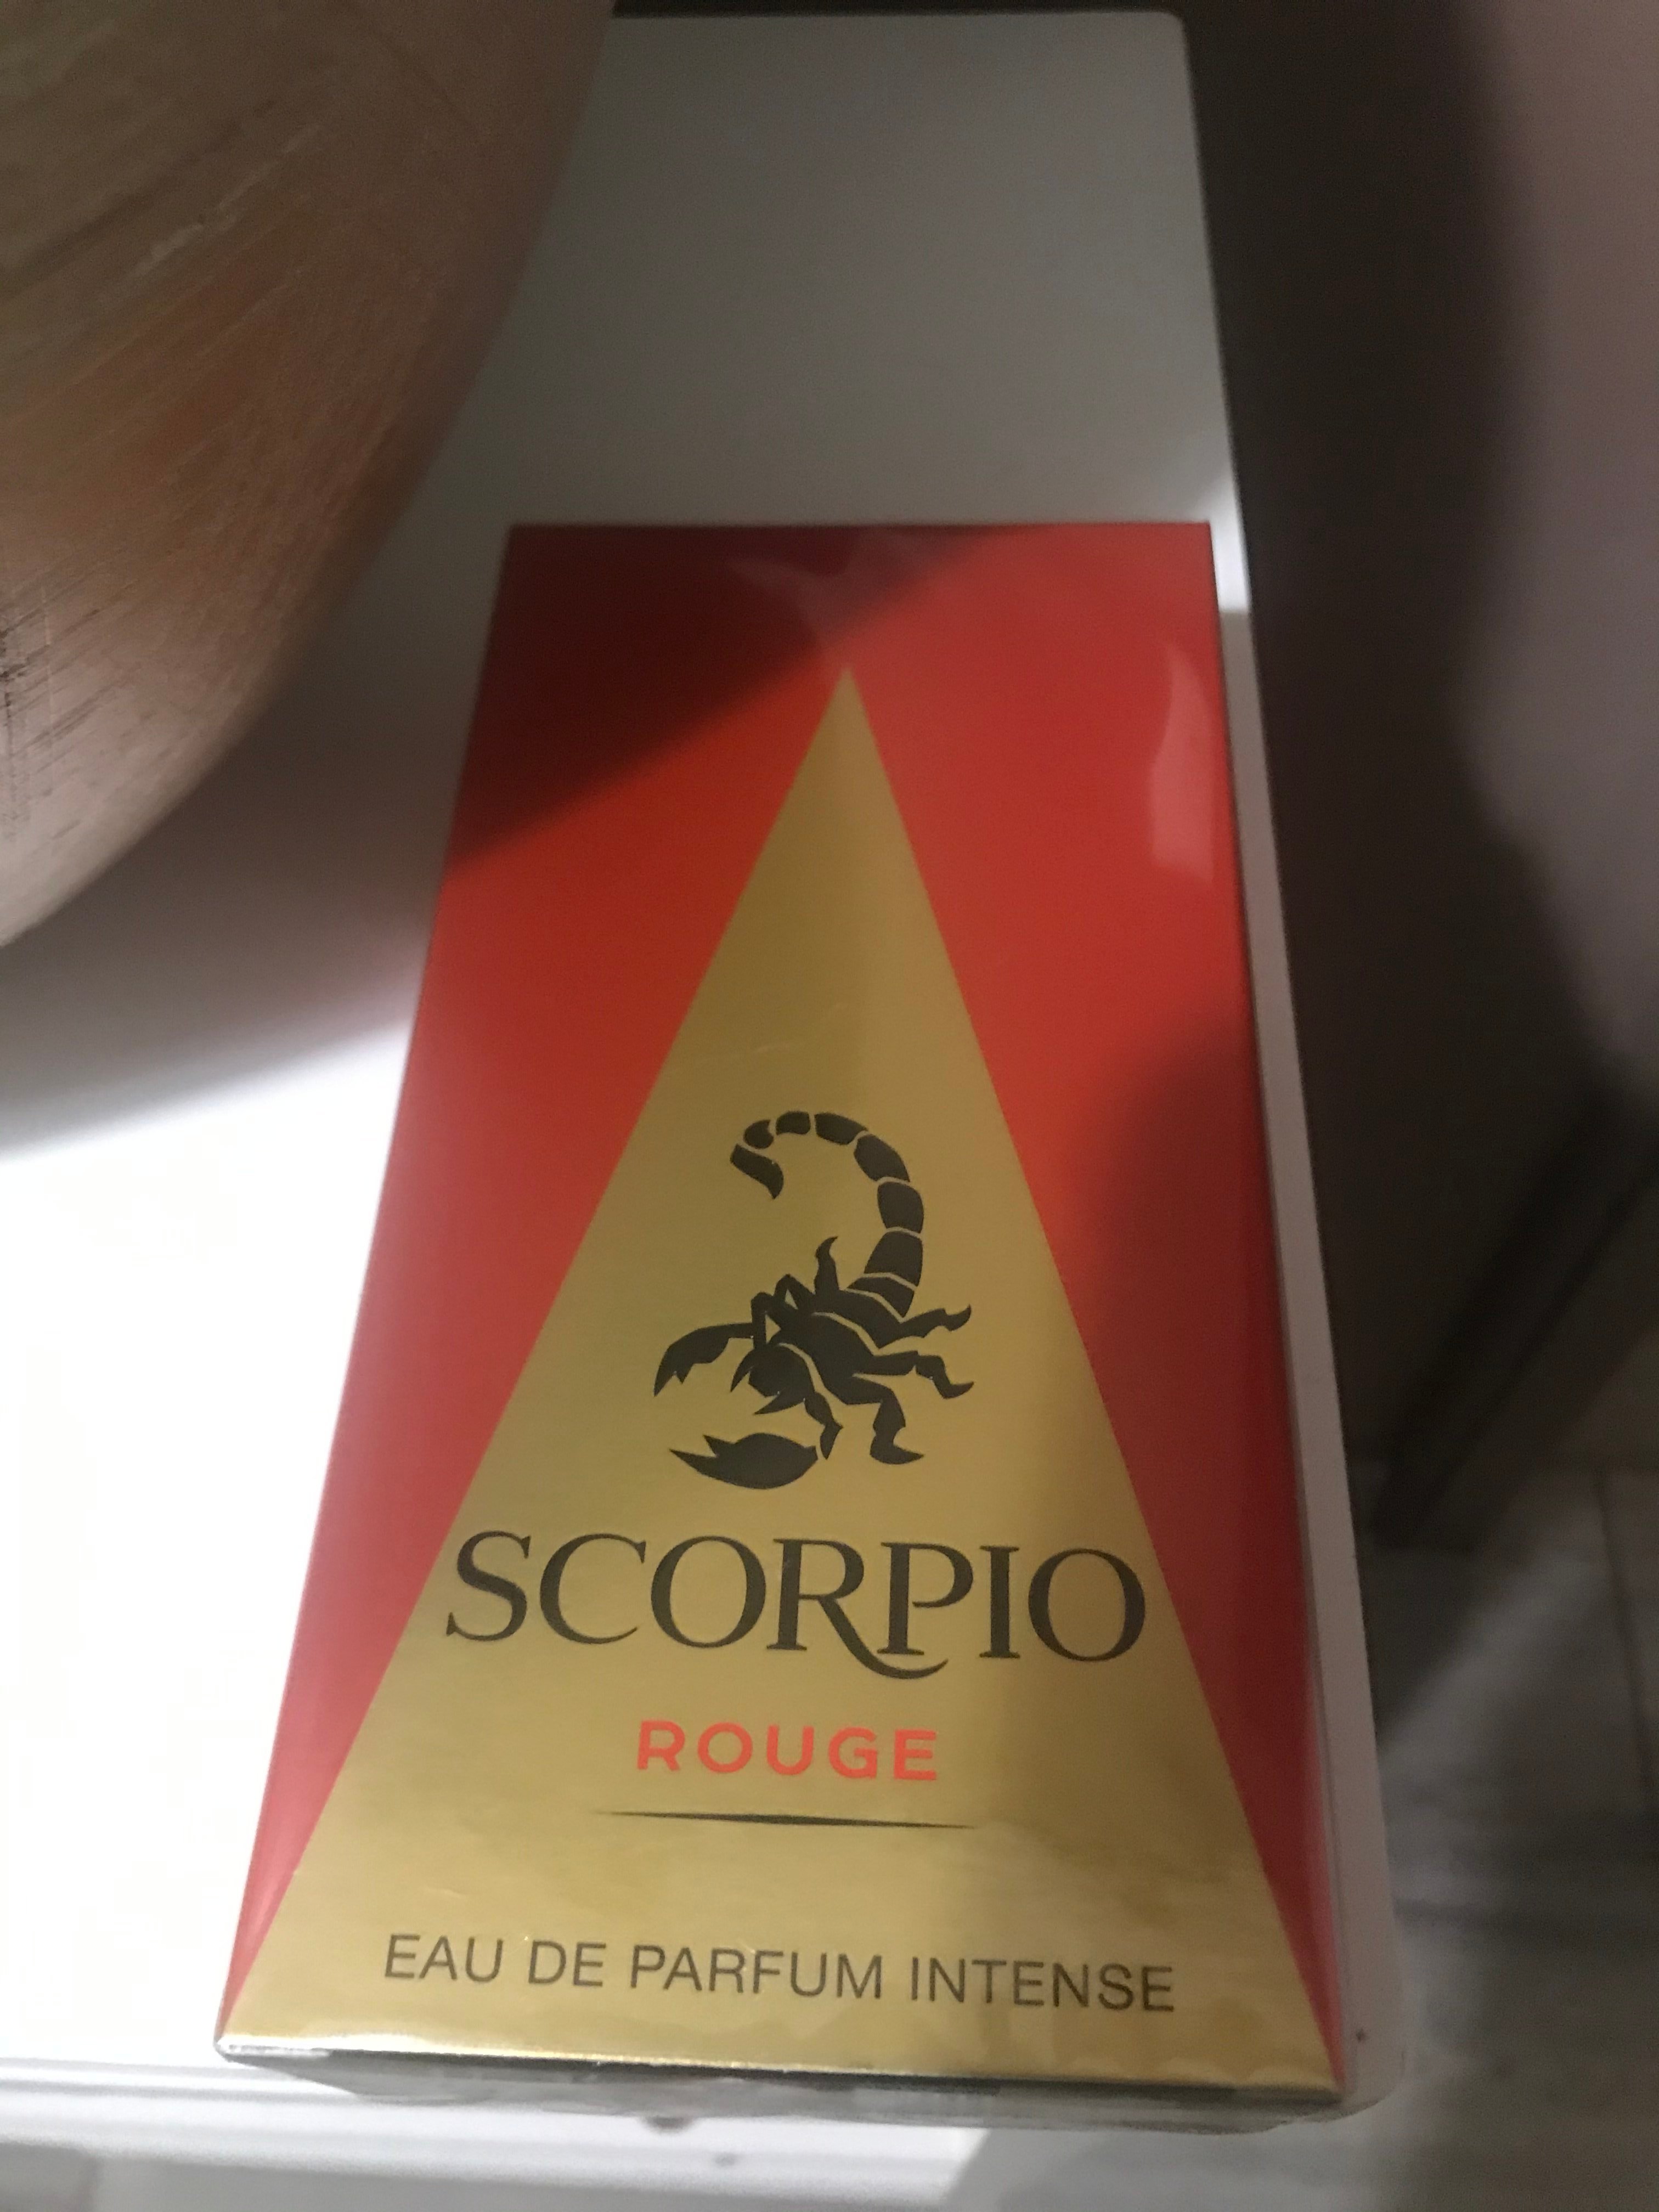 SCORPIO
ROUGE
EAU DE PARFUM INTENSE